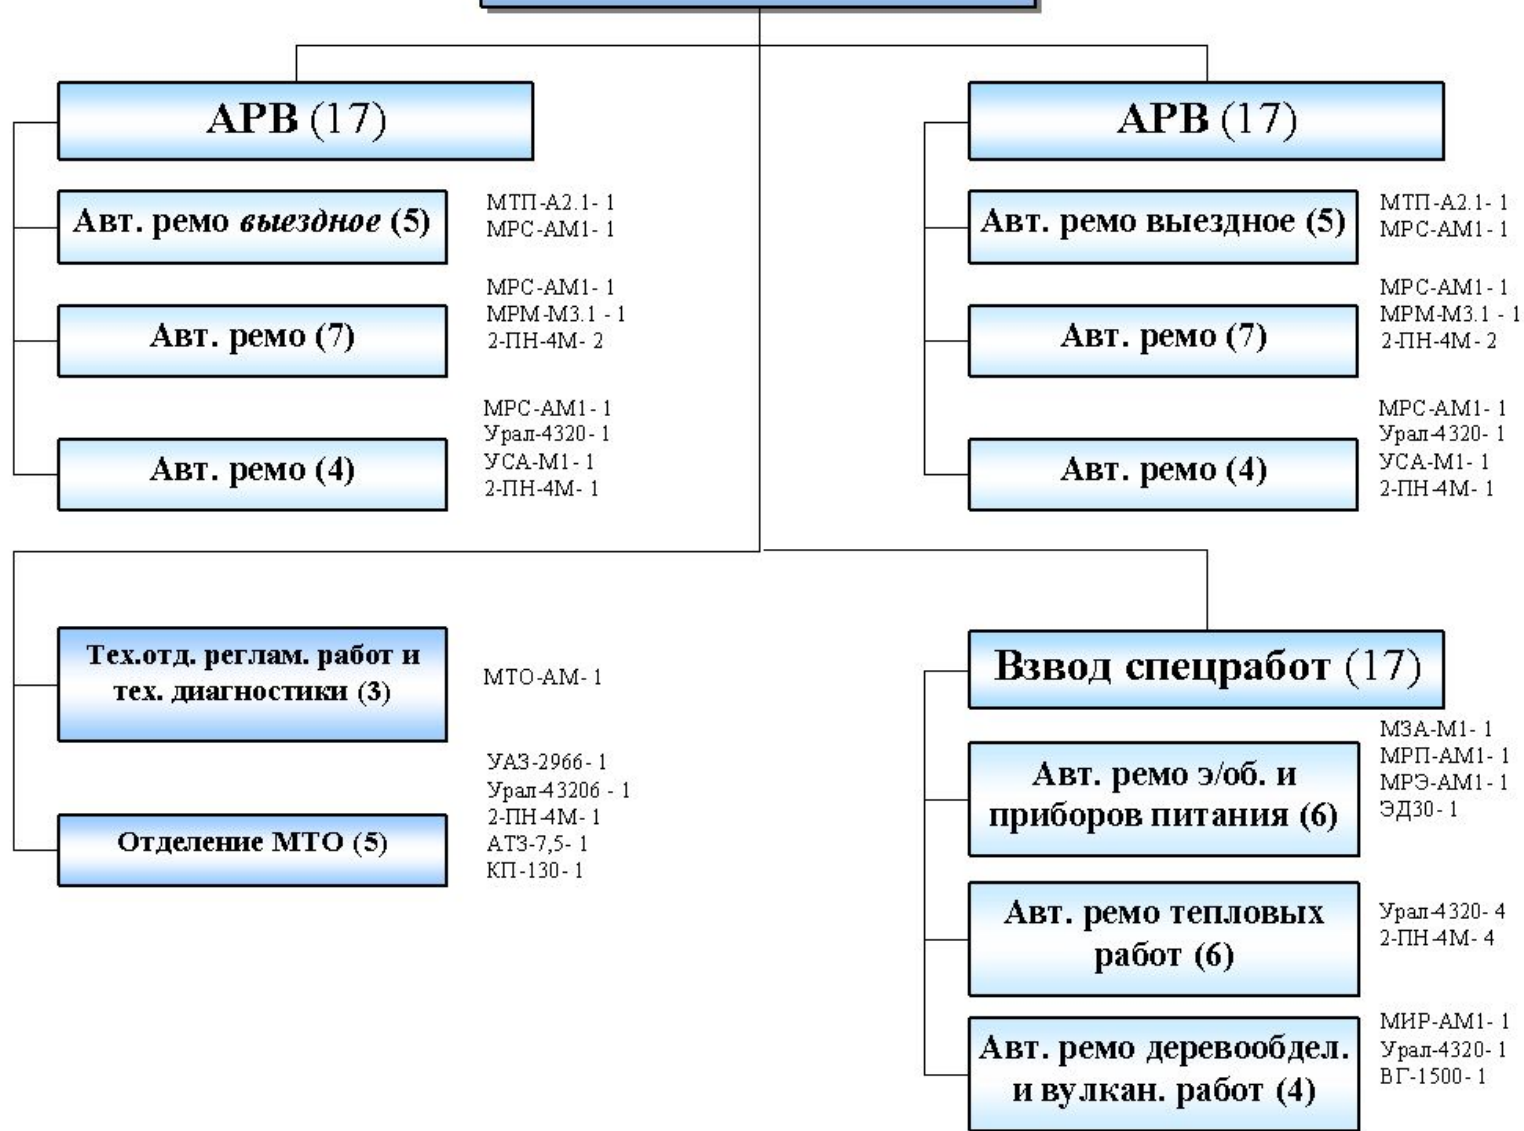 АРВ (17)
Авт. ремо выездное (5)
МТП-А2.1- 1
МРС-АМ1- 1
Авт. ремо (7)
МРС-АМ1- 1
МРМ-М3.1 - 1
2-ПН-4М- 2
Авт. ремо (4)
МРС-АМ1- 1
Урал-4320- 1
УСА-М1- 1
2-ПН-4М- 1
АРВ (17)
Авт. ремо выездное (5)
МТП-А2.1- 1
МРС-АМ1- 1
Авт. ремо (7)
МРС-АМ1- 1
МРМ-М3.1 - 1
2-ПН-4М- 2
Авт. ремо (4)
МРС-АМ1- 1
Урал-4320- 1
УСА-М1- 1
2-ПН-4М- 1
Тех.отд. реглам. работ и
тех. диагностики (3)
МТО-АМ- 1
Отделение МТО (5)
УАЗ-2966- 1
Урал-43206 - 1
2-ПН-4М- 1
АТЗ-7,5- 1
КП-130- 1
Взвод спецработ (17)
Авт. ремо э/об. и
приборов питания (6)
МЗА-М1- 1
МРП-АМ1- 1
МРЭ-АМ1- 1
ЭД30- 1
Авт. ремо тепловых
работ (6)
Урал-4320- 4
2-ПН-4М- 4
Авт. ремо деревообдел.
и вулкан. работ (4)
МИР-АМ1- 1
Урал-4320- 1
ВГ-1500- 1